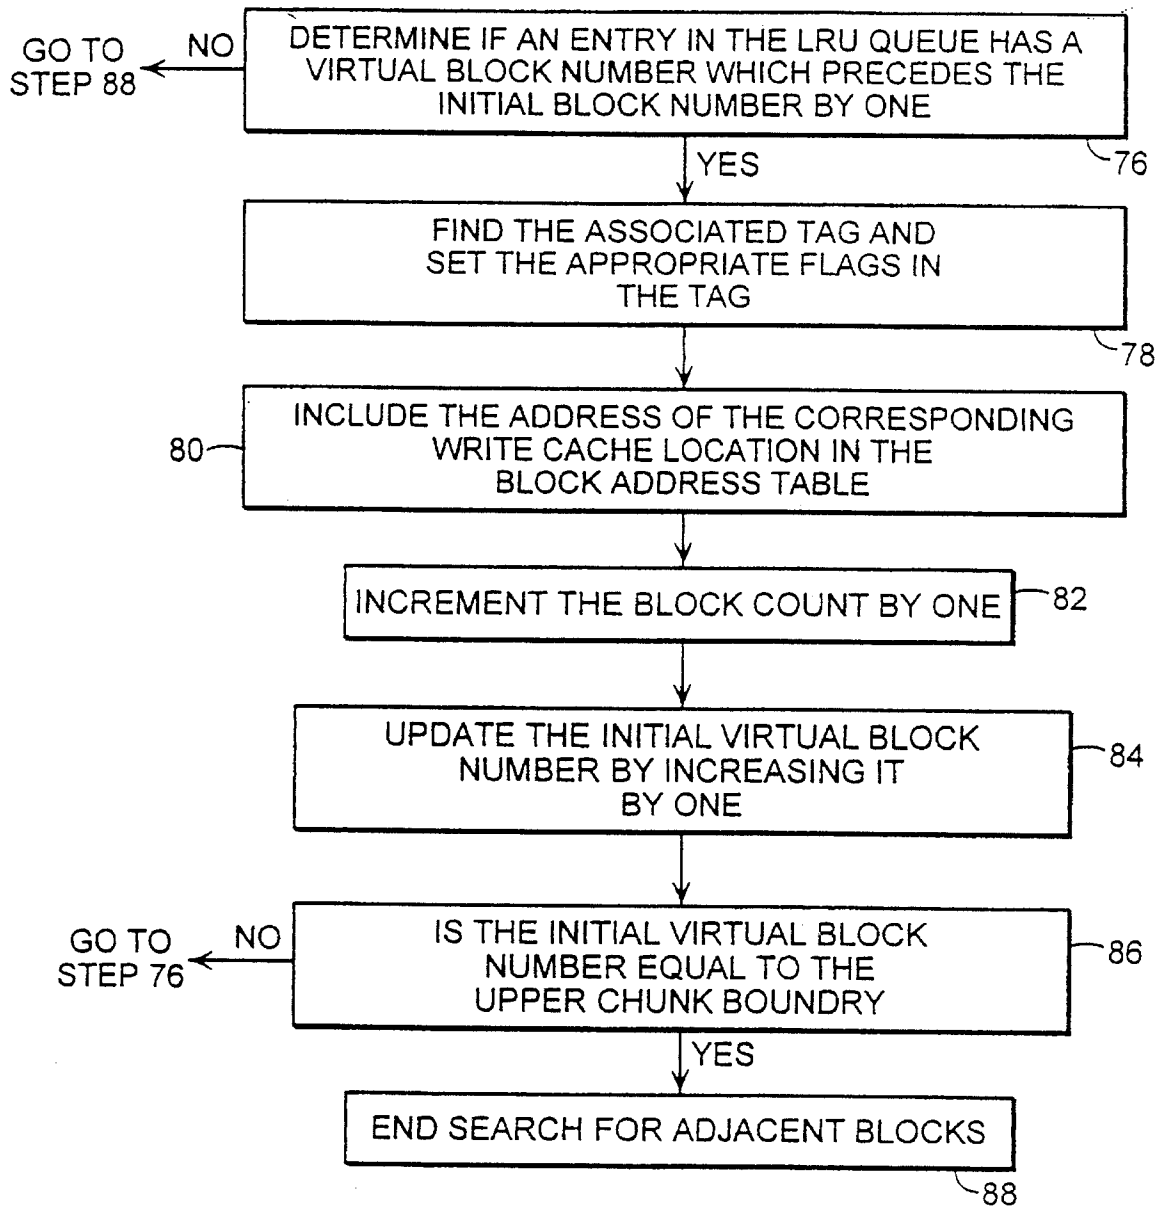 DETERMINE IF AN ENTRY IN THE LRU QUEUE HAS A
VIRTUAL BLOCK NUMBER WHICH PRECEDES THE
INITIAL BLOCK NUMBER BY ONE
NO
GO TO
STEP 88
76
YES
FIND THE ASSOCIATED TAG AND
SET THE APPROPRIATE FLAGS IN
THE TAG
78
INCLUDE THE ADDRESS OF THE CORRESPONDING
WRITE CACHE LOCATION IN THE
BLOCK ADDRESS TABLE
80
INCREMENT THE BLOCK COUNT BY ONE
82
UPDATE THE INITIAL VIRTUAL BLOCK
NUMBER BY INCREASING IT
BY ONE
84
IS THE INITIAL VIRTUAL BLOCK
NUMBER EQUAL TO THE
UPPER CHUNK BOUNDRY
86
NO
GO TO
STEP 76
YES
END SEARCH FOR ADJACENT BLOCKS
88